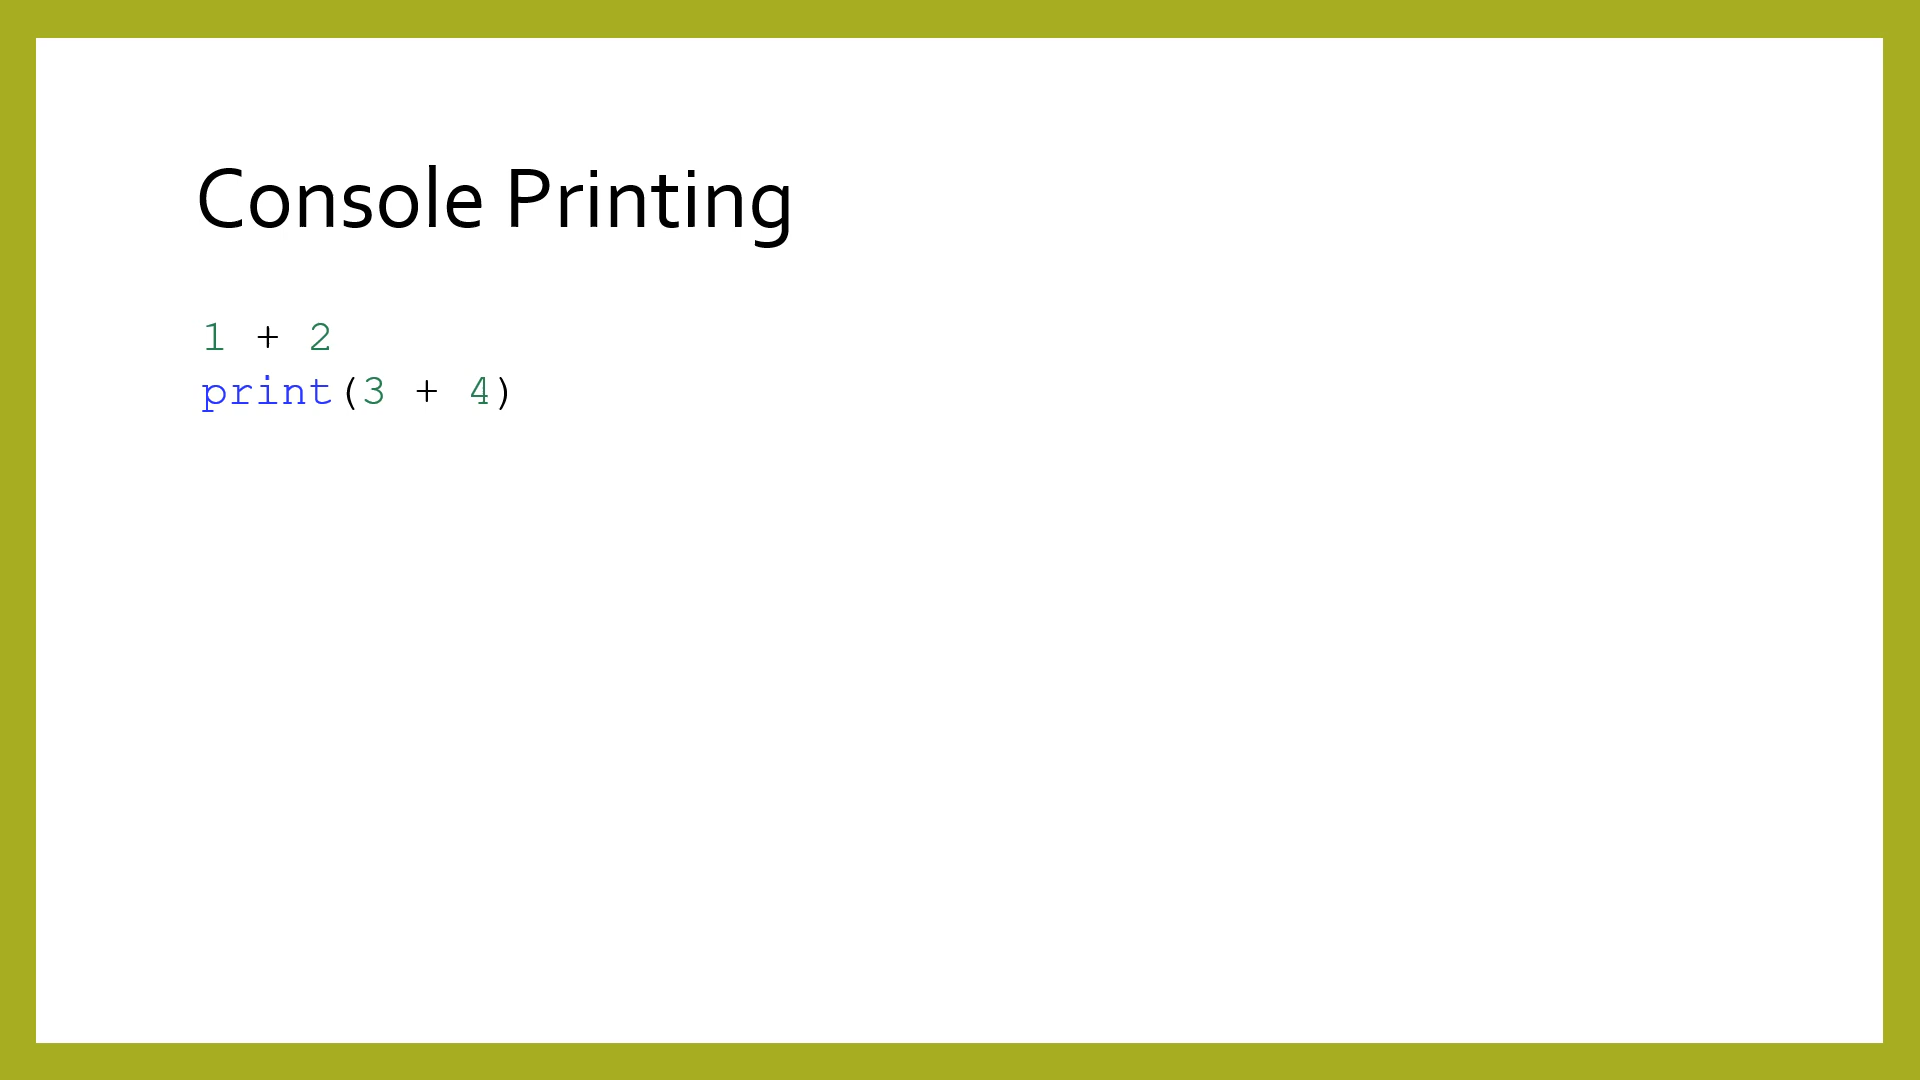 Console Printing
1 + 2
print(3 + 4)